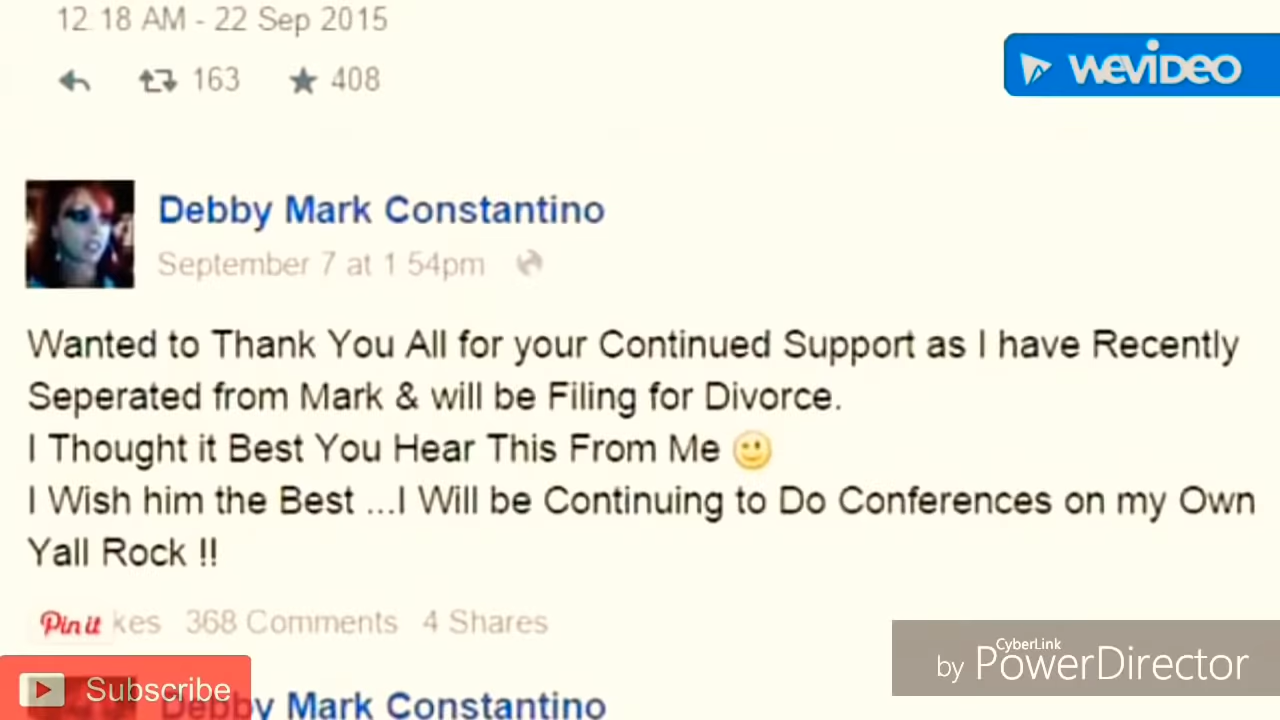 12:18 AM - 22 Sep 2015
163 408
wevideo
Debby Mark Constantino
September 7 at 1 54pm
Wanted to Thank You All for your Continued Support as I have Recently
Seperated from Mark & will be Filing for Divorce.
I Thought it Best You Hear This From Me
I Wish him the Best ...I Will be Continuing to Do Conferences on my Own
Yall Rock !!
Pin it kes 368 Comments 4 Shares
CyberLink
by PowerDirector
Subscribe
Debby Mark Constantino